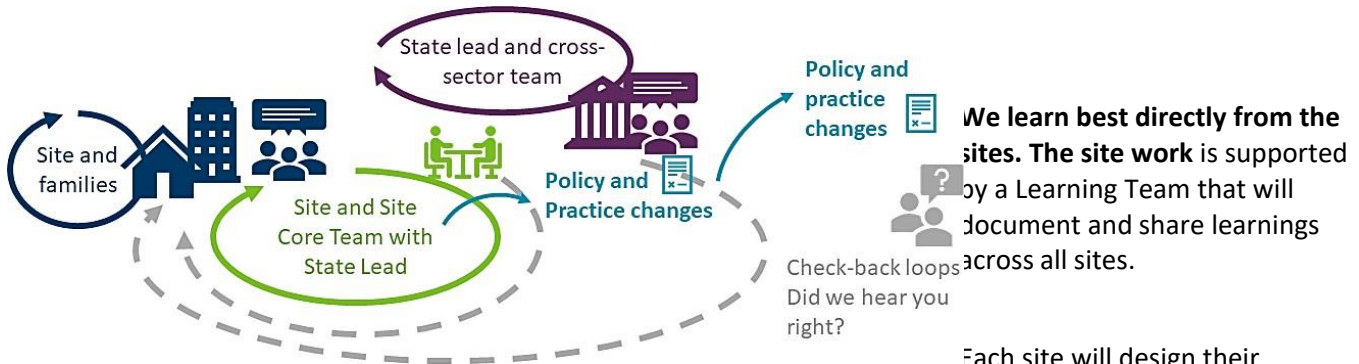 State lead and cross-
sector team
Site and
families
Site and Site
Core Team with
State Lead
Policy and
Practice changes
Policy and
practice
changes
Check-back loops
Did we hear you
right?
?
We learn best directly from the
sites. The site work is supported
by a Learning Team that will
document and share learnings
across all sites.
Each site will design their